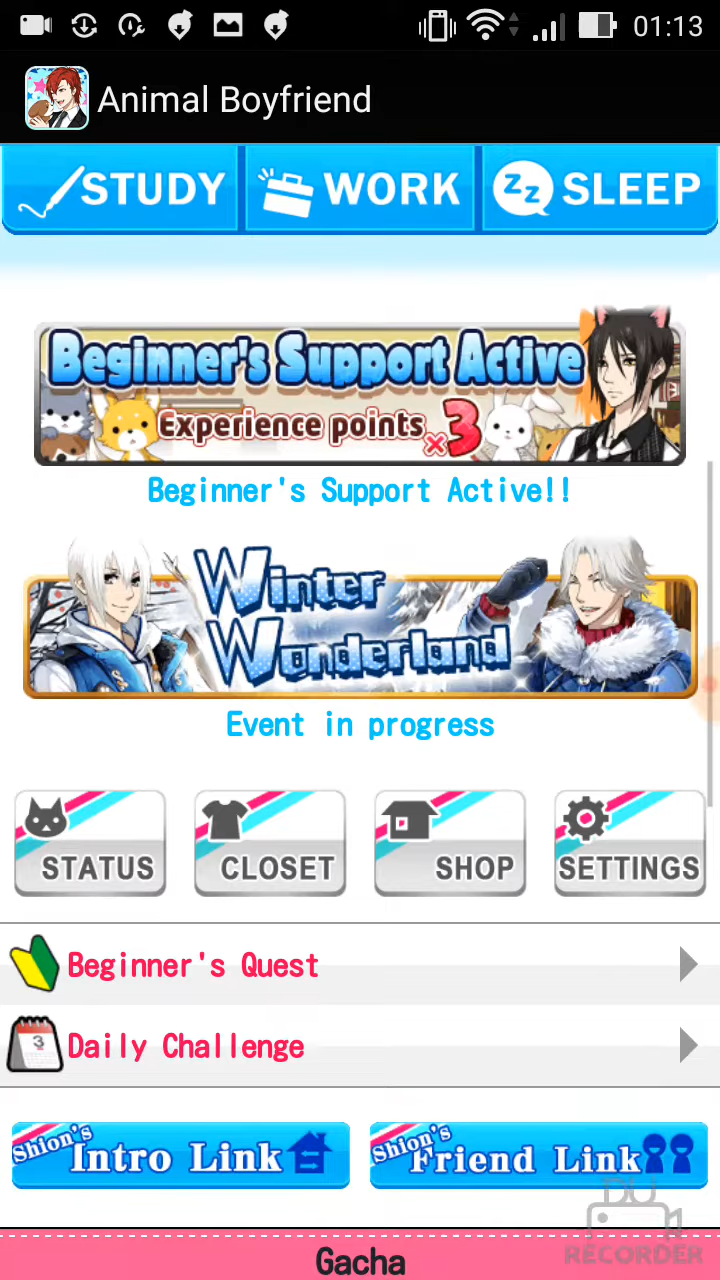 01:13
Animal Boyfriend
STUDY WORK ZZ SLEEP
Beginner's Support Active
Experience points ×3
Beginner's Support Active!!
Winter
Wonderland
Event in progress
STATUS CLOSET SHOP SETTINGS
Beginner's Quest
3
Daily Challenge
Shion's Intro Link Shion's Friend Link
DU
RECORDER
Gacha